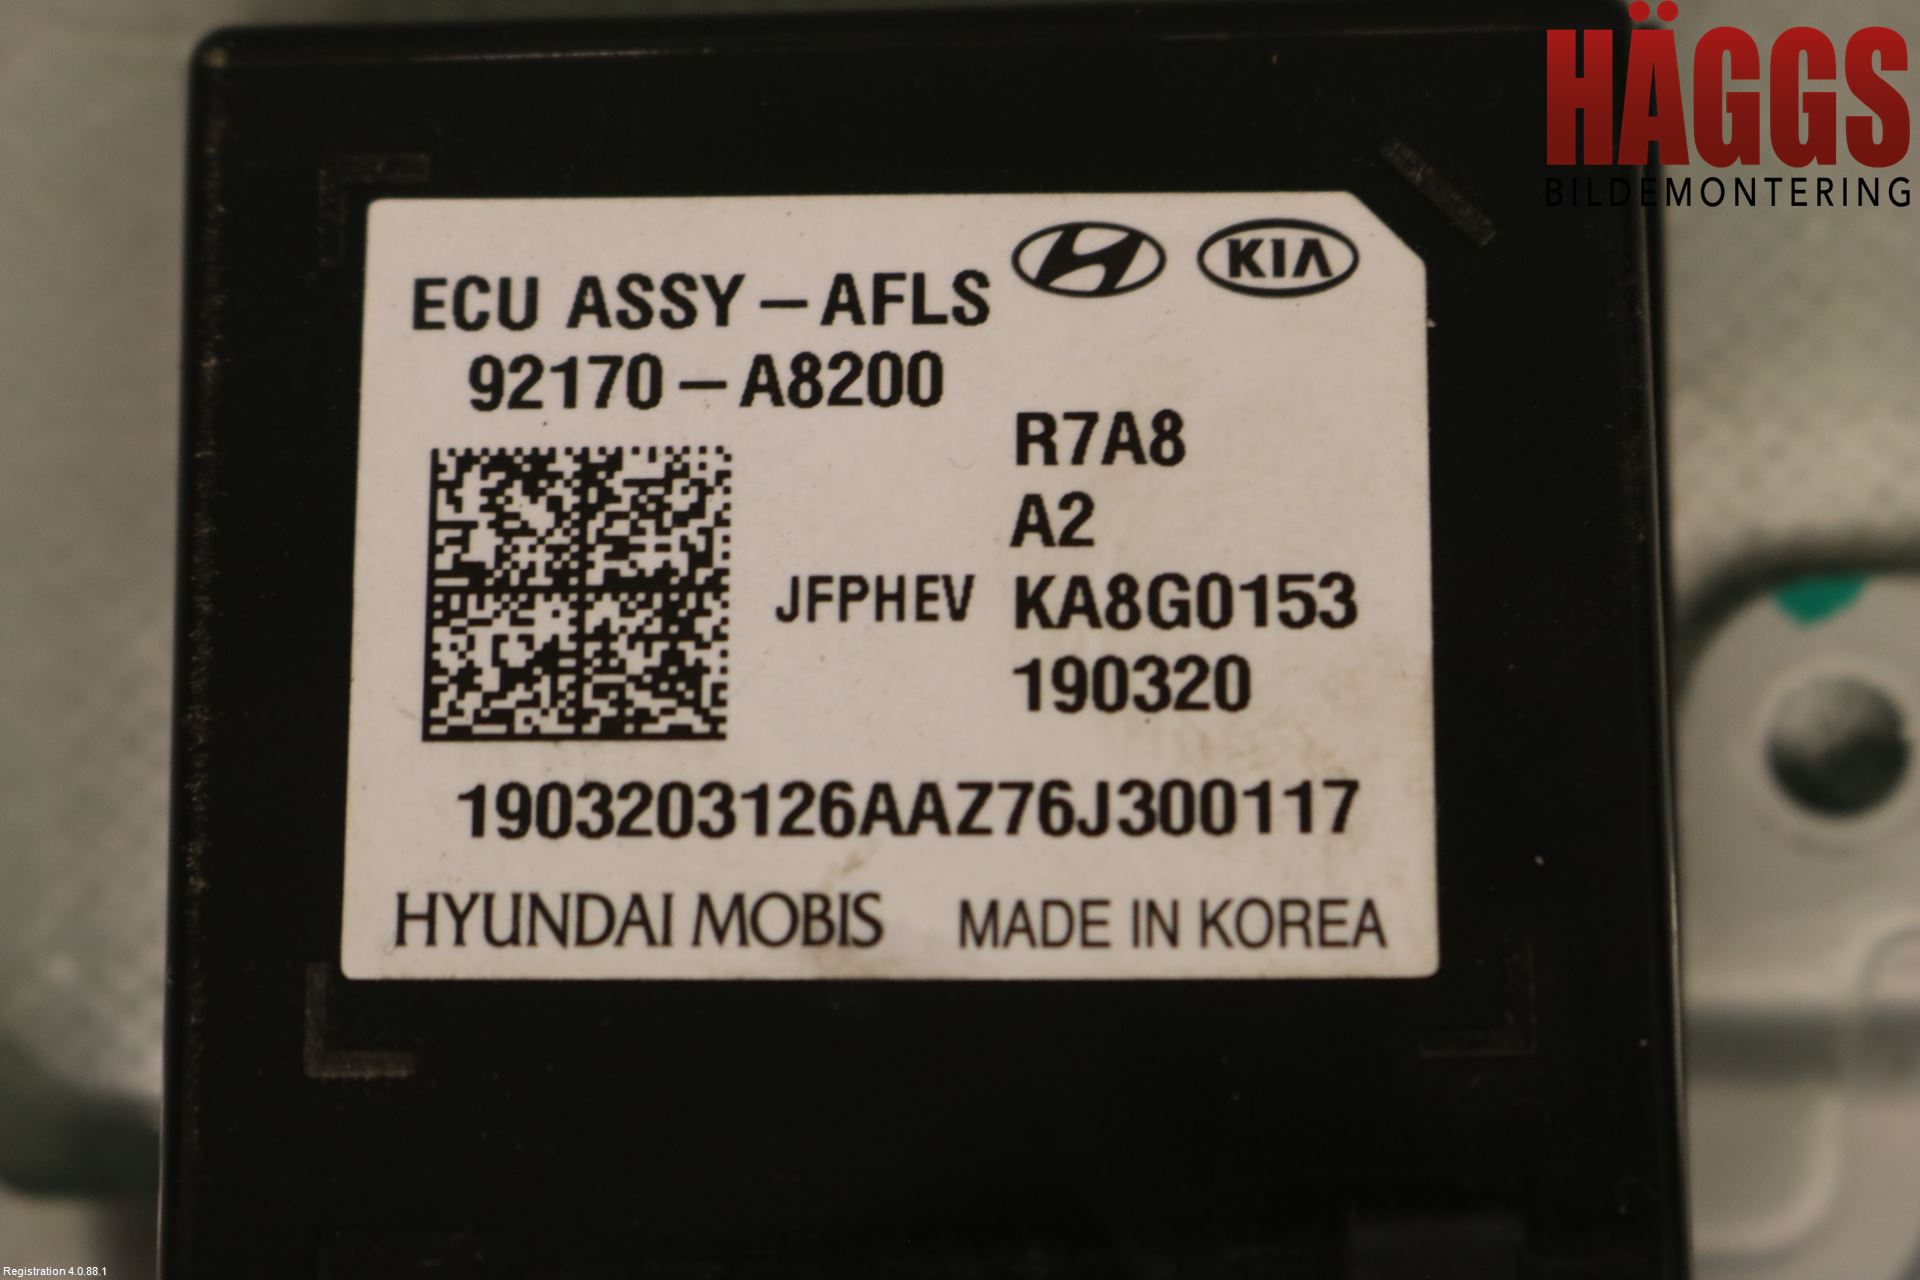 HÄGGS
BILDEMONTERING
KIA
ECU ASSY-AFLS
92170-A8200
R7A8
A2
JFPHEV KA8G0153
190320
1903203126AAZ76J300117
HYUNDAI MOBIS MADE IN KOREA
Registration 4.0.88.1